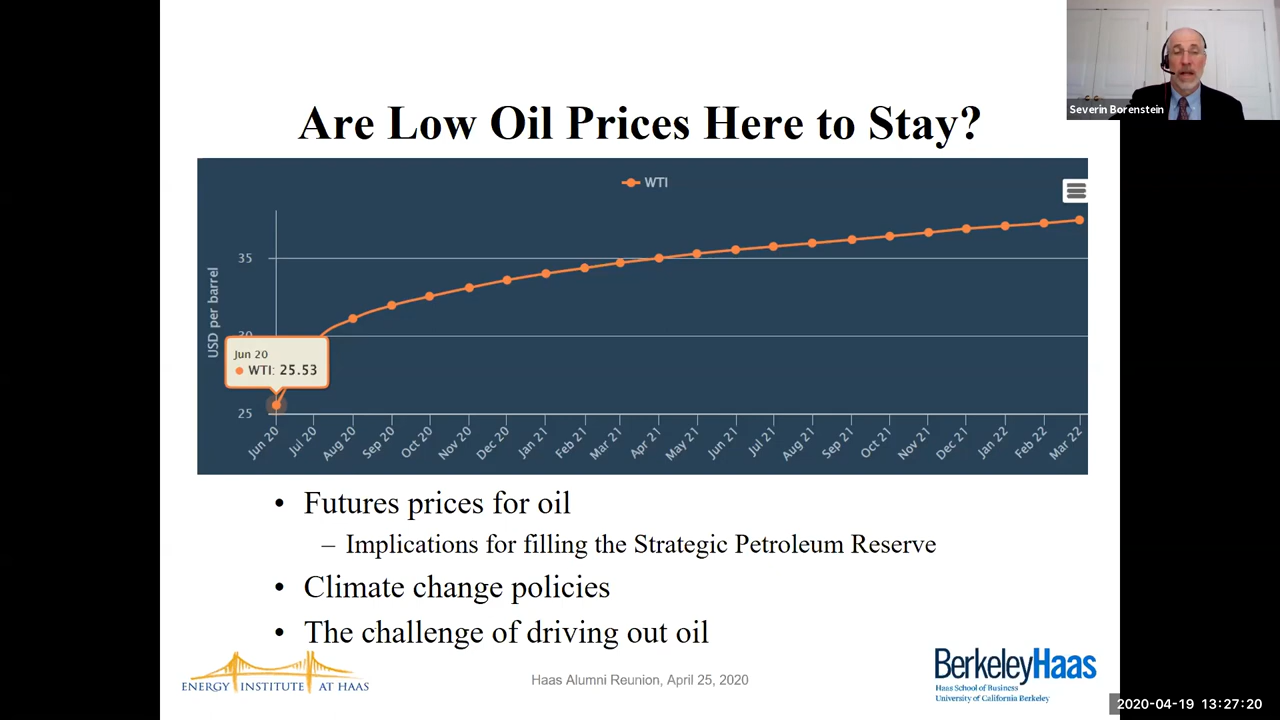 Severin Borenstein
Are Low Oil Prices Here to Stay?
WTI
USD per barrel
35
30
25
Jun 20
WTI: 25.53
Jun 20
Jul 20
Aug 20
Sep 20
Oct 20
Nov 20
Dec 20
Jan 21
Feb 21
Mar 21
Apr 21
May 21
Jun 21
Jul 21
Aug 21
Sep 21
Oct 21
Nov 21
Dec 21
Jan 22
Feb 22
Mar 22
• Futures prices for oil
– Implications for filling the Strategic Petroleum Reserve
• Climate change policies
• The challenge of driving out oil
ENERGY INSTITUTE AT HAAS
Haas Alumni Reunion, April 25, 2020
BerkeleyHaas
Haas School of Business
University of California Berkeley
2020-04-19 13:27:20